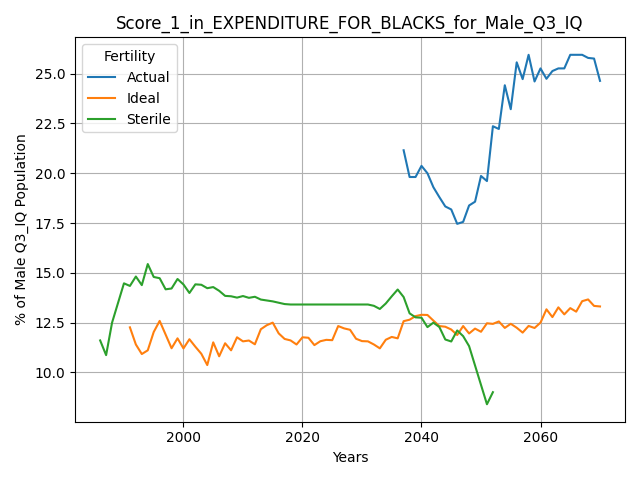 Score_1_in_EXPENDITURE_FOR_BLACKS_for_Male_Q3_IQ
Fertility
Actual
Ideal
Sterile
% of Male Q3_IQ Population
25.0
22.5
20.0
17.5
15.0
12.5
10.0
2000
2020
2040
2060
Years